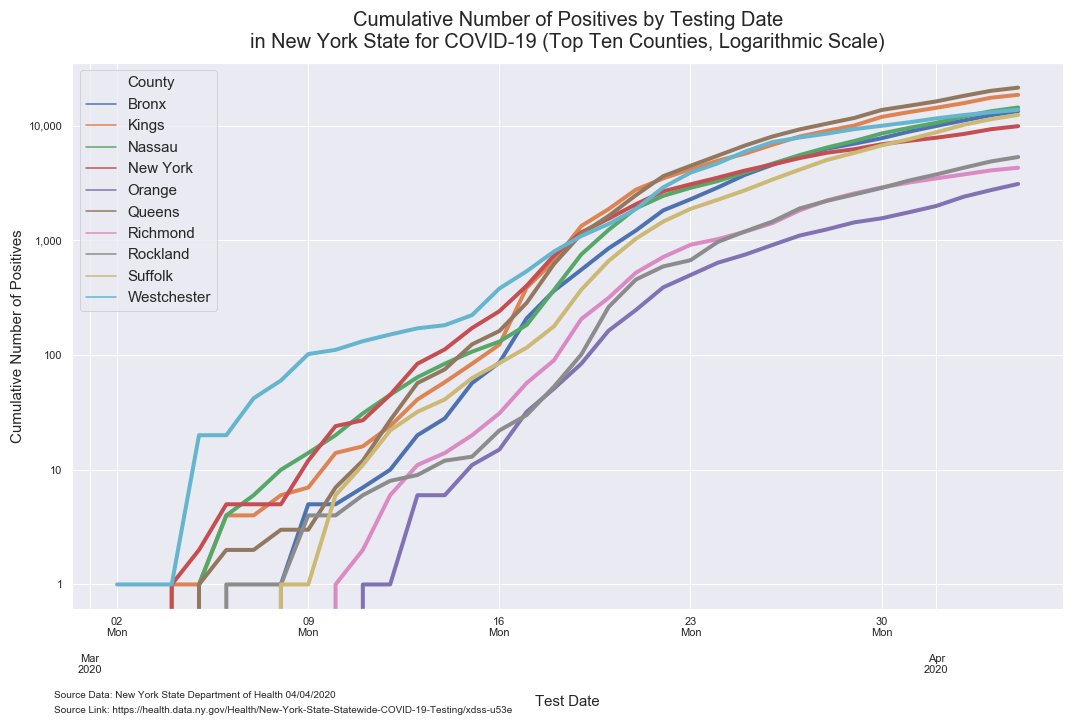 Cumulative Number of Positives by Testing Date
in New York State for COVID-19 (Top Ten Counties, Logarithmic Scale)
County
Bronx
Kings
Nassau
New York
Orange
Queens
Richmond
Rockland
Suffolk
Westchester
Cumulative Number of Positives
10,000
1,000
100
10
1
02 09 16 23 30
Mon Mon Mon Mon Mon
Mar Apr
2020 2020
Test Date
Source Data: New York State Department of Health 04/04/2020
Source Link: https://health.data.ny.gov/Health/New-York-State-Statewide-COVID-19-Testing/xdss-u53e